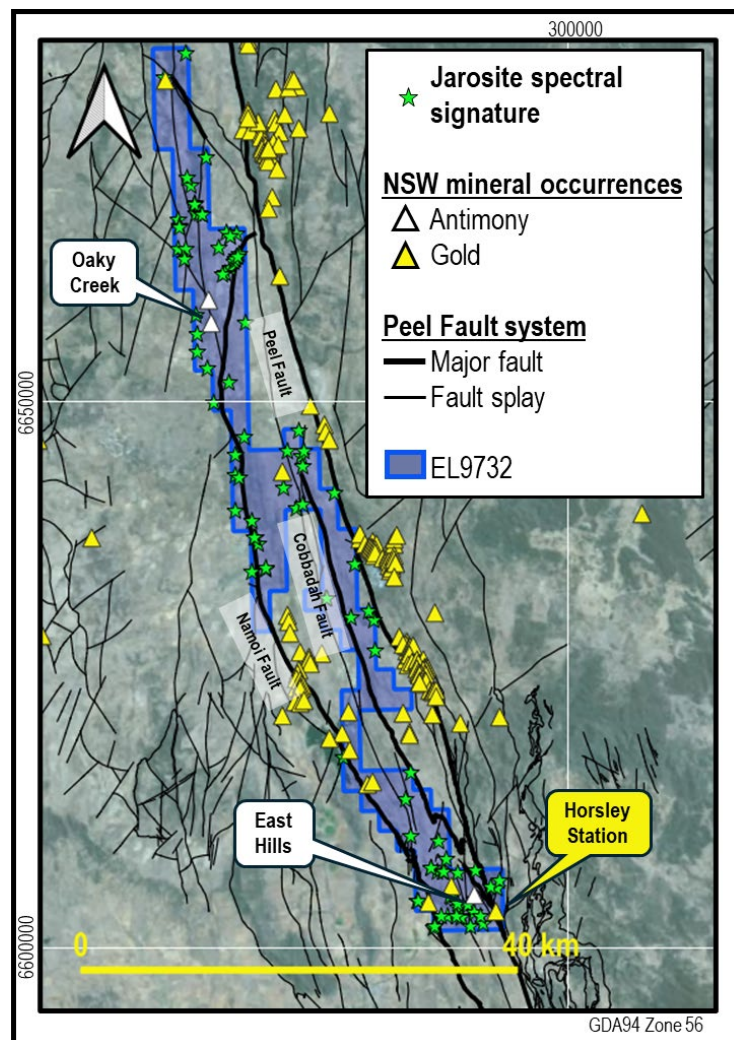 300000
Jarosite spectral
signature
NSW mineral occurrences
Antimony
Gold
Peel Fault system
Major fault
Fault splay
EL9732
Oaky
Creek
Peel Fault
6650000
Cobbadah Fault
Namoi Fault
East
Hills
Horsley
Station
6600000
0
40 km
GDA94 Zone 56